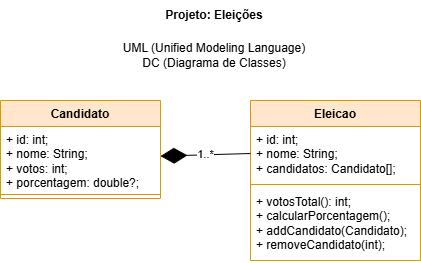 Projeto: Eleições
UML (Unified Modeling Language)
DC (Diagrama de Classes)
Candidato
+ id: int;
+ nome: String;
+ votos: int;
+ porcentagem: double?;
1..*
Eleicao
+ id: int;
+ nome: String;
+ candidatos: Candidato[];
+ votosTotal(): int;
+ calcularPorcentagem();
+ addCandidato(Candidato);
+ removeCandidato(int);